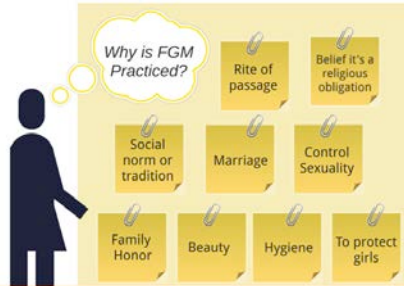 Why is FGM
Practiced?
Rite of
passage
Belief it's a
religious
obligation
Social
norm or
tradition
Marriage
Control
Sexuality
Family
Honor
Beauty
Hygiene
To protect
girls